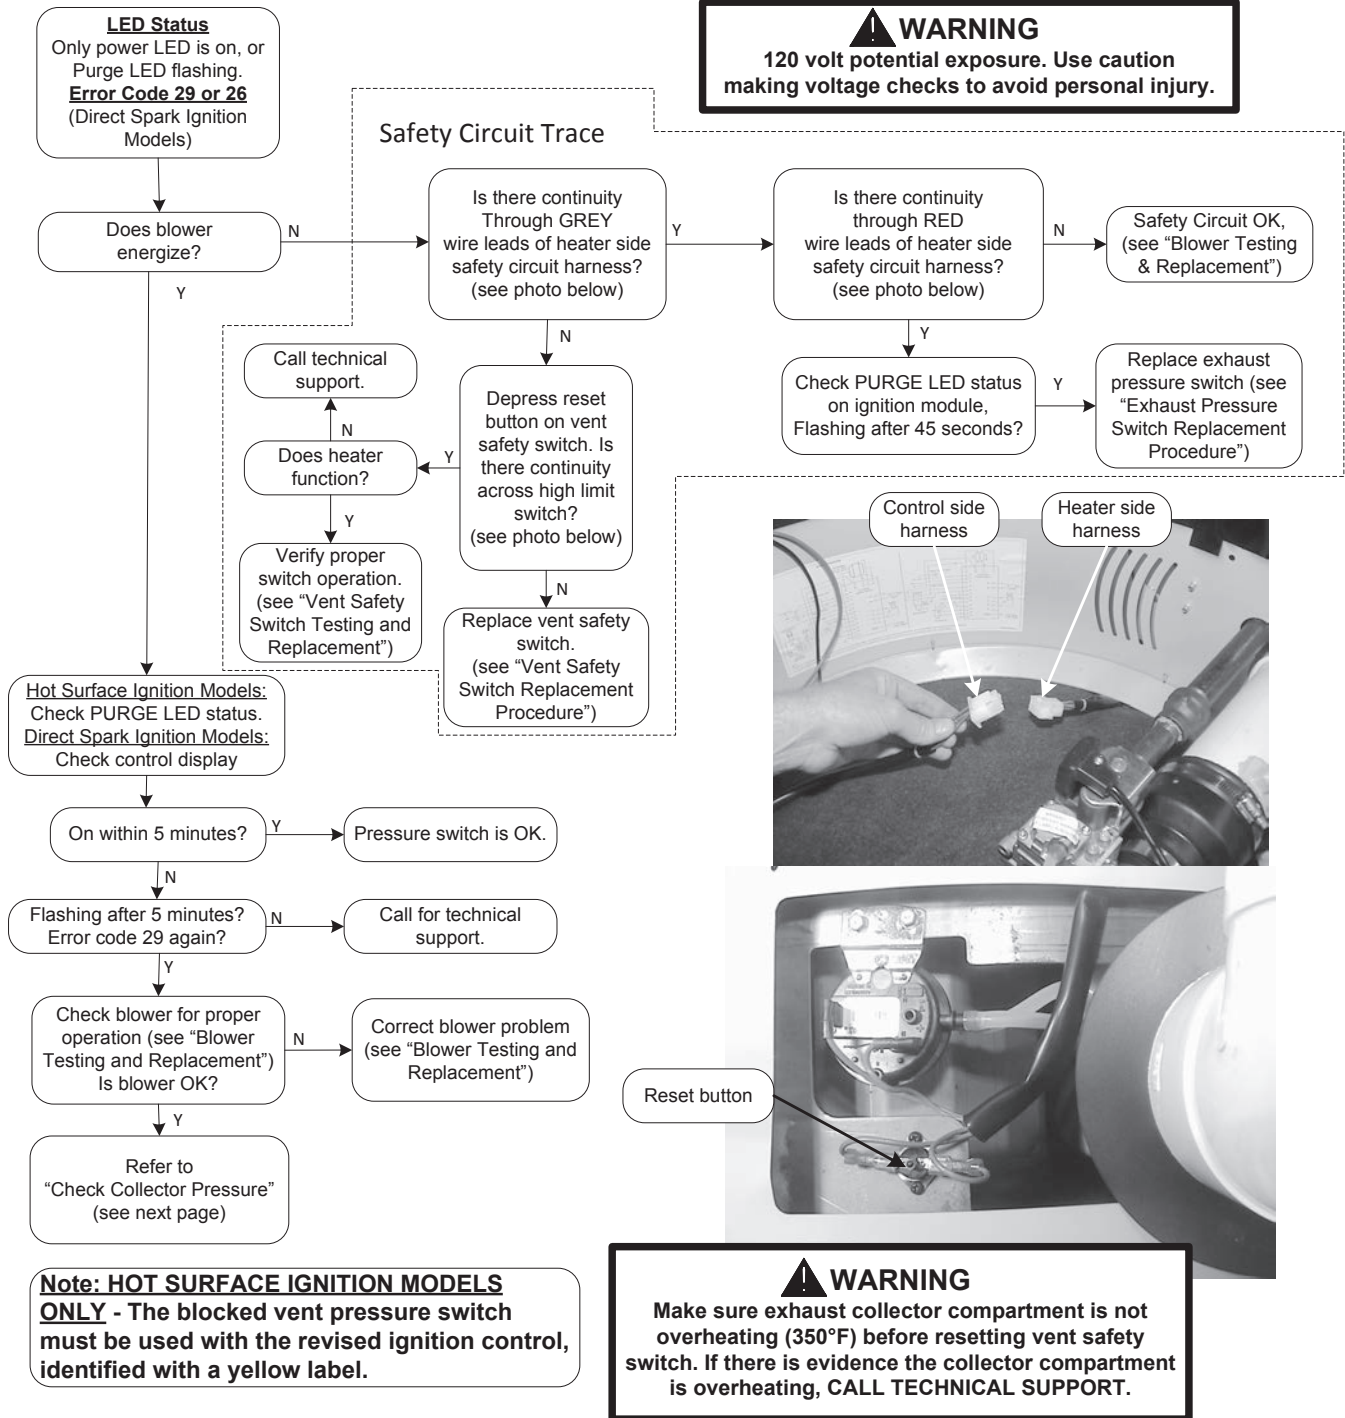 LED Status
Only power LED is on, or
Purge LED flashing.
Error Code 29 or 26
(Direct Spark Ignition
Models)
WARNING
120 volt potential exposure. Use caution
making voltage checks to avoid personal injury.
Safety Circuit Trace
Does blower
energize?
N
Y
Is there continuity
Through GREY
wire leads of heater side
safety circuit harness?
(see photo below)
Y
N
Is there continuity
through RED
wire leads of heater side
safety circuit harness?
(see photo below)
N
Y
Safety Circuit OK,
(see “Blower Testing
& Replacement”)
Call technical
support.
N
Does heater
function?
Y
Y
Depress reset
button on vent
safety switch. Is
there continuity
across high limit
switch?
(see photo below)
N
Check PURGE LED status
on ignition module,
Flashing after 45 seconds?
Y
Replace exhaust
pressure switch (see
“Exhaust Pressure
Switch Replacement
Procedure”)
Verify proper
switch operation.
(see “Vent Safety
Switch Testing and
Replacement”)
Replace vent safety
switch.
(see “Vent Safety
Switch Replacement
Procedure”)
Control side
harness
Heater side
harness
Hot Surface Ignition Models:
Check PURGE LED status.
Direct Spark Ignition Models:
Check control display
On within 5 minutes?
Y
Pressure switch is OK.
N
Flashing after 5 minutes?
Error code 29 again?
N
Call for technical
support.
Y
Check blower for proper
operation (see “Blower
Testing and Replacement”)
Is blower OK?
N
Correct blower problem
(see “Blower Testing and
Replacement”)
Y
Refer to
“Check Collector Pressure”
(see next page)
Reset button
Note: HOT SURFACE IGNITION MODELS
ONLY - The blocked vent pressure switch
must be used with the revised ignition control,
identified with a yellow label.
WARNING
Make sure exhaust collector compartment is not
overheating (350°F) before resetting vent safety
switch. If there is evidence the collector compartment
is overheating, CALL TECHNICAL SUPPORT.